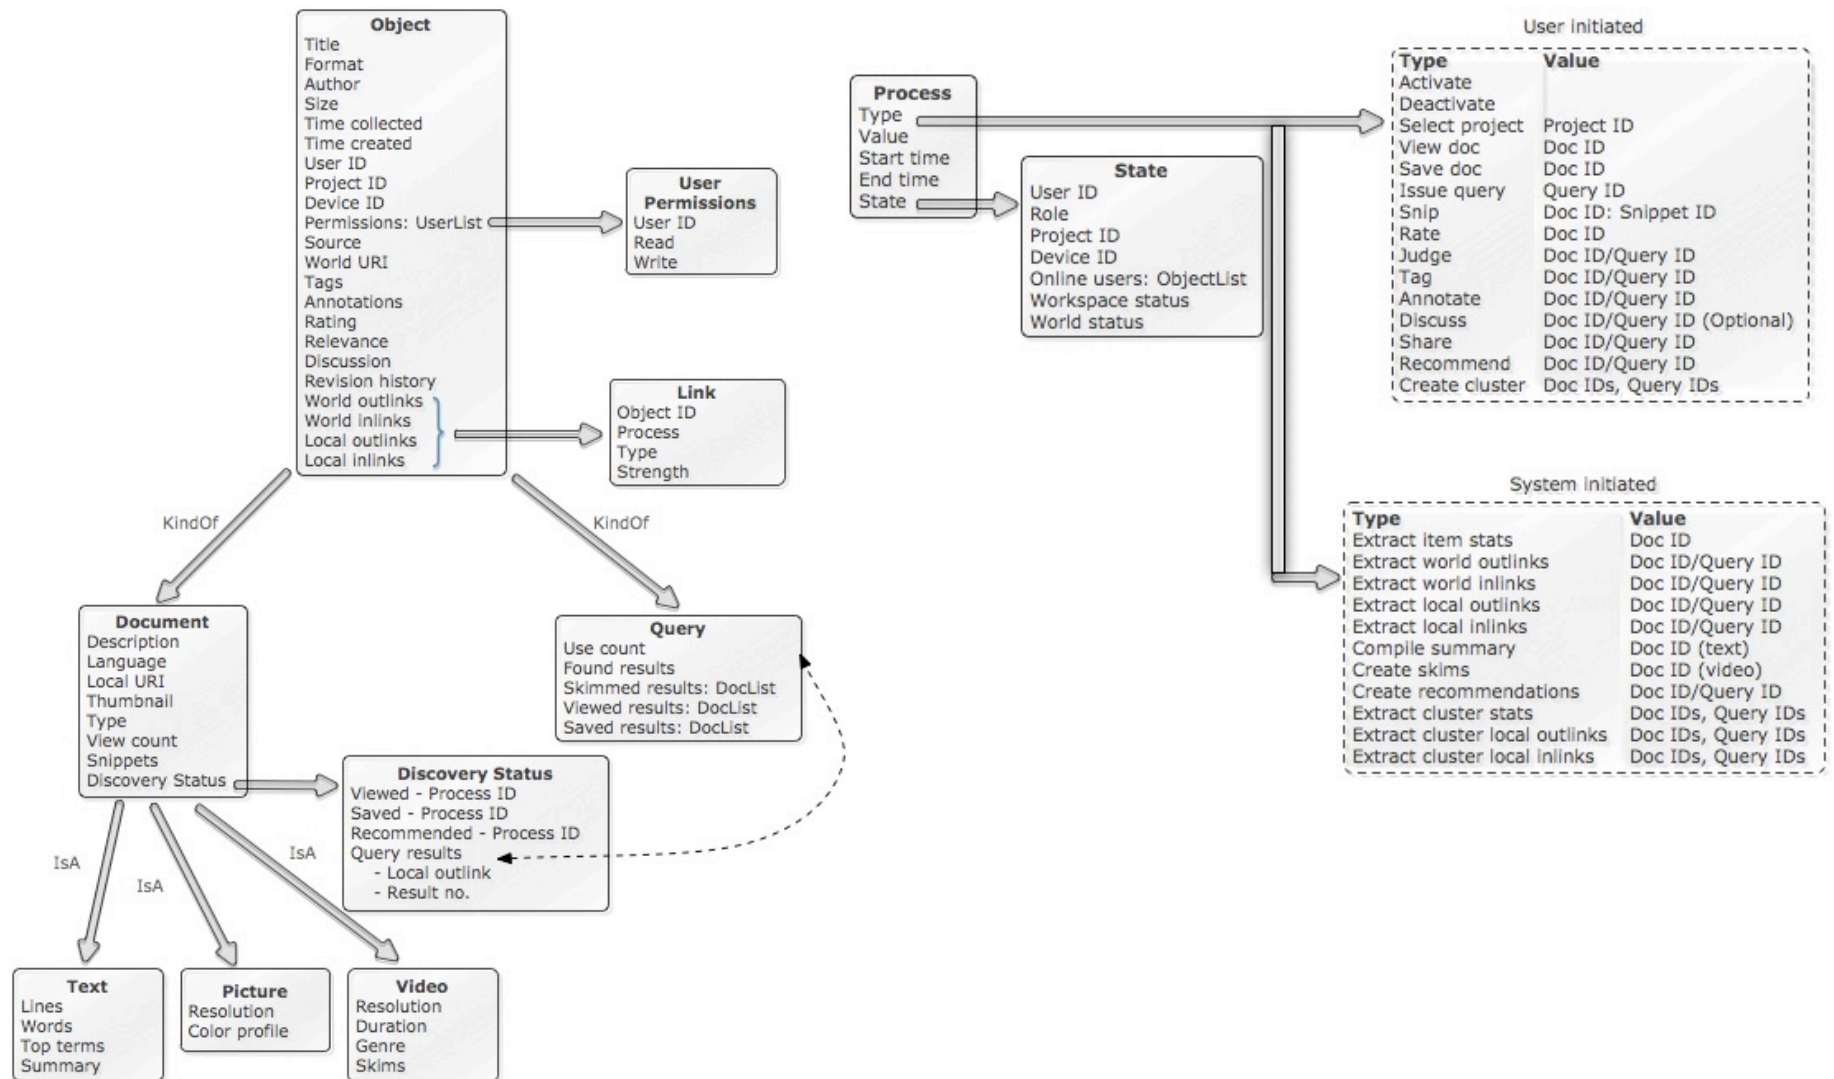 Object
Title
Format
Author
Size
Time collected
Time created
User ID
Project ID
Device ID
Permissions: UserList
Source
World URI
Tags
Annotations
Rating
Relevance
Discussion
Revision history
World outlinks
World inlinks
Local outlinks
Local inlinks
User
Permissions
User ID
Read
Write
Link
Object ID
Process
Type
Strength
KindOf
KindOf
Document
Description
Language
Local URI
Thumbnail
Type
View count
Snippets
Discovery Status
Query
Use count
Found results
Skimmed results: DocList
Viewed results: DocList
Saved results: DocList
Discovery Status
Viewed - Process ID
Saved - Process ID
Recommended - Process ID
Query results
- Local outlink
- Result no.
IsA
IsA
IsA
Text
Lines
Words
Top terms
Summary
Picture
Resolution
Color profile
Video
Resolution
Duration
Genre
Skims
Process
Type
Value
Start time
End time
State
State
User ID
Role
Project ID
Device ID
Online users: ObjectList
Workspace status
World status
User initiated
Type Value
Activate
Deactivate
Select project Project ID
View doc Doc ID
Save doc Doc ID
Issue query Query ID
Snip Doc ID: Snippet ID
Rate Doc ID
Judge Doc ID/Query ID
Tag Doc ID/Query ID
Annotate Doc ID/Query ID
Discuss Doc ID/Query ID (Optional)
Share Doc ID/Query ID
Recommend Doc ID/Query ID
Create cluster Doc IDs, Query IDs
System initiated
Type Value
Extract item stats Doc ID
Extract world outlinks Doc ID/Query ID
Extract world inlinks Doc ID/Query ID
Extract local outlinks Doc ID/Query ID
Extract local inlinks Doc ID/Query ID
Compile summary Doc ID (text)
Create skims Doc ID (video)
Create recommendations Doc ID/Query ID
Extract cluster stats Doc IDs, Query IDs
Extract cluster local outlinks Doc IDs, Query IDs
Extract cluster local inlinks Doc IDs, Query IDs